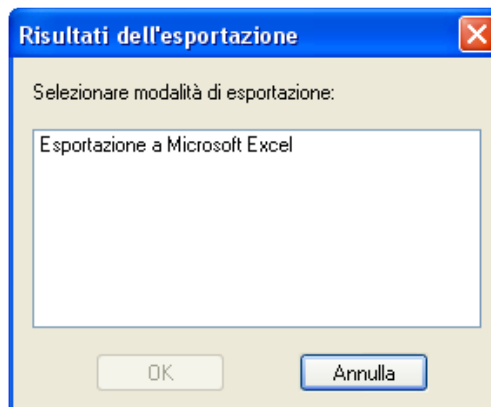 Risultati dell'esportazione
Selezionare modalità di esportazione:
Esportazione a Microsoft Excel
OK
Annulla